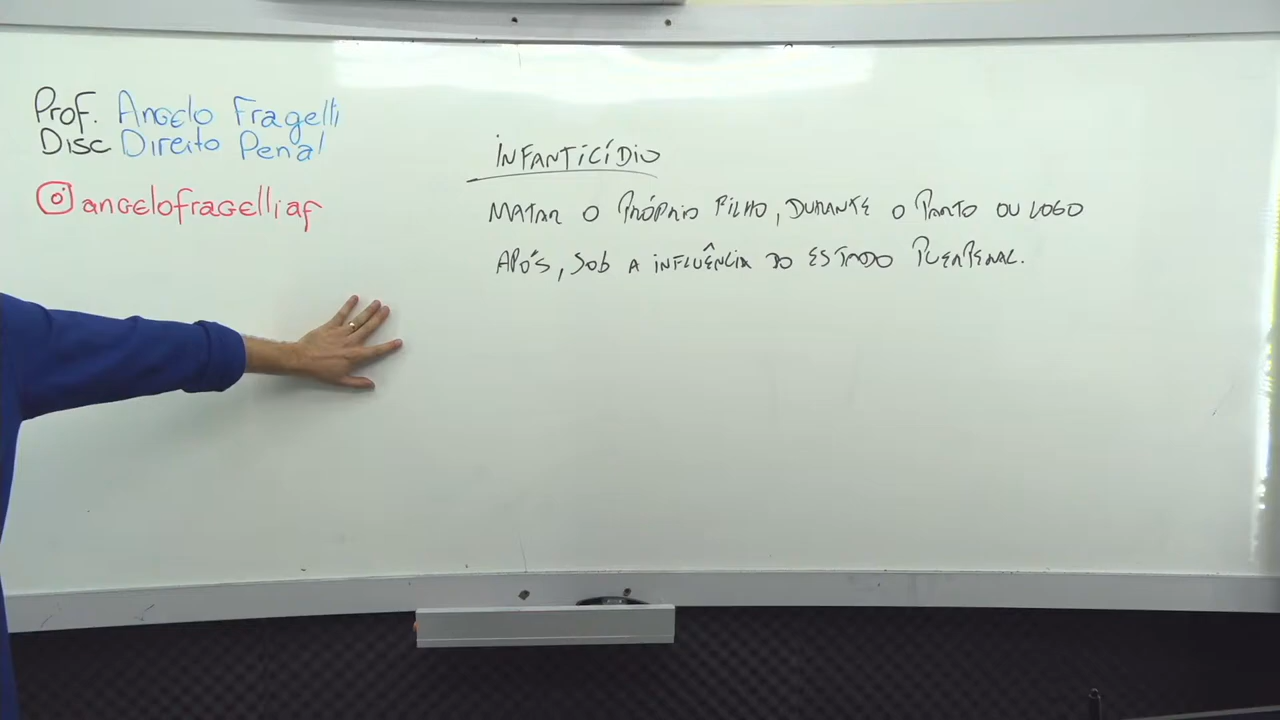 Prof. Angelo Fragelli
Disc Direito Penal
angelofragelliaf
INFANTICÍDIO
MATAR O PRÓPRIO FILHO, DURANTE O PARTO OU LOGO
APÓS, SOB A INFLUÊNCIA DO ESTADO PUERPERAL.